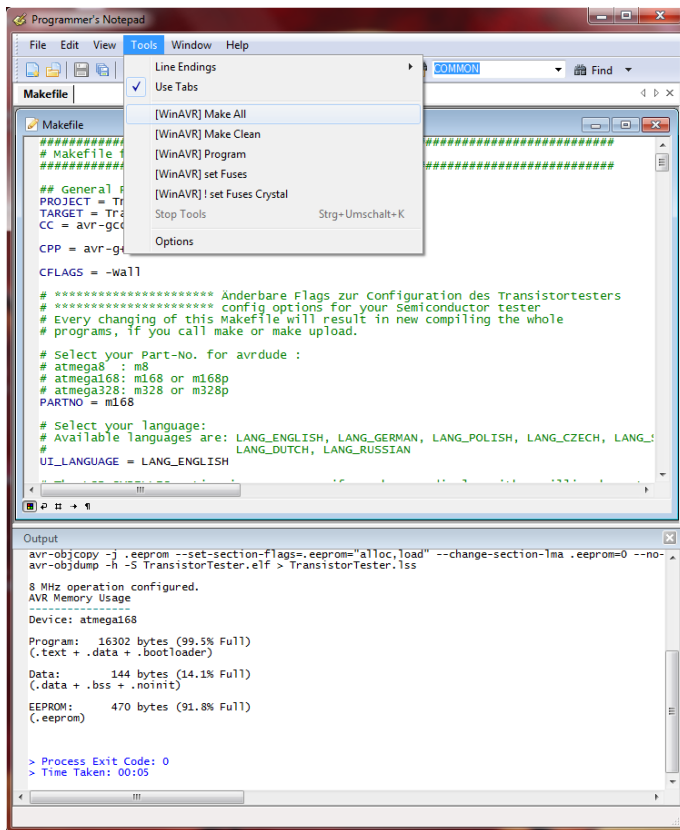 Programmer's Notepad
File Edit View Tools Window Help
COMMON Find
Line Endings
Use Tabs
[WinAVR] Make All
[WinAVR] Make Clean
[WinAVR] Program
[WinAVR] set Fuses
[WinAVR] ! set Fuses Crystal
Stop Tools Strg+Umschalt+K
Options
Makefile
Makefile
# Makefile
## General
PROJECT =
TARGET =
CC = avr-gcc
CPP =
CFLAGS = -Wall
# ********************** Änderbare Flags zur Configuration des Transistortesters
# ********************** config options for your Semiconductor tester
# Every changing of this Makefile will result in new compiling the whole
# programs, if you call make or make upload.
# Select your Part-No. for avrdude :
# atmega8 : m8
# atmega168: m168 or m168p
# atmega328: m328 or m328p
PARTNO = m168
# Select your language:
# Available languages are: LANG_ENGLISH, LANG_GERMAN, LANG_POLISH, LANG_CZECH,
# LANG_DUTCH, LANG_RUSSIAN
UI_LANGUAGE = LANG_ENGLISH
Output
avr-objcopy -j .eeprom --set-section-flags=.eeprom="alloc,load" --change-section-lma .eeprom=0 --no-
avr-objdump -h -S TransistorTester.elf > TransistorTester.lss
8 MHz operation configured.
AVR Memory Usage
----------------
Device: atmega168
Program: 16302 bytes (99.5% Full)
(.text + .data + .bootloader)
Data: 144 bytes (14.1% Full)
(.data + .bss + .noinit)
EEPROM: 470 bytes (91.8% Full)
(.eeprom)
> Process Exit Code: 0
> Time Taken: 00:05